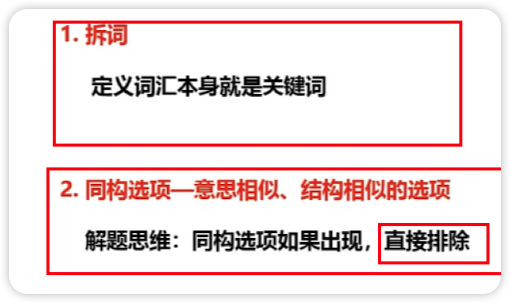 1. 拆词
定义词汇本身就是关键词
2. 同构选项—意思相似、结构相似的选项
解题思维：同构选项如果出现，直接排除